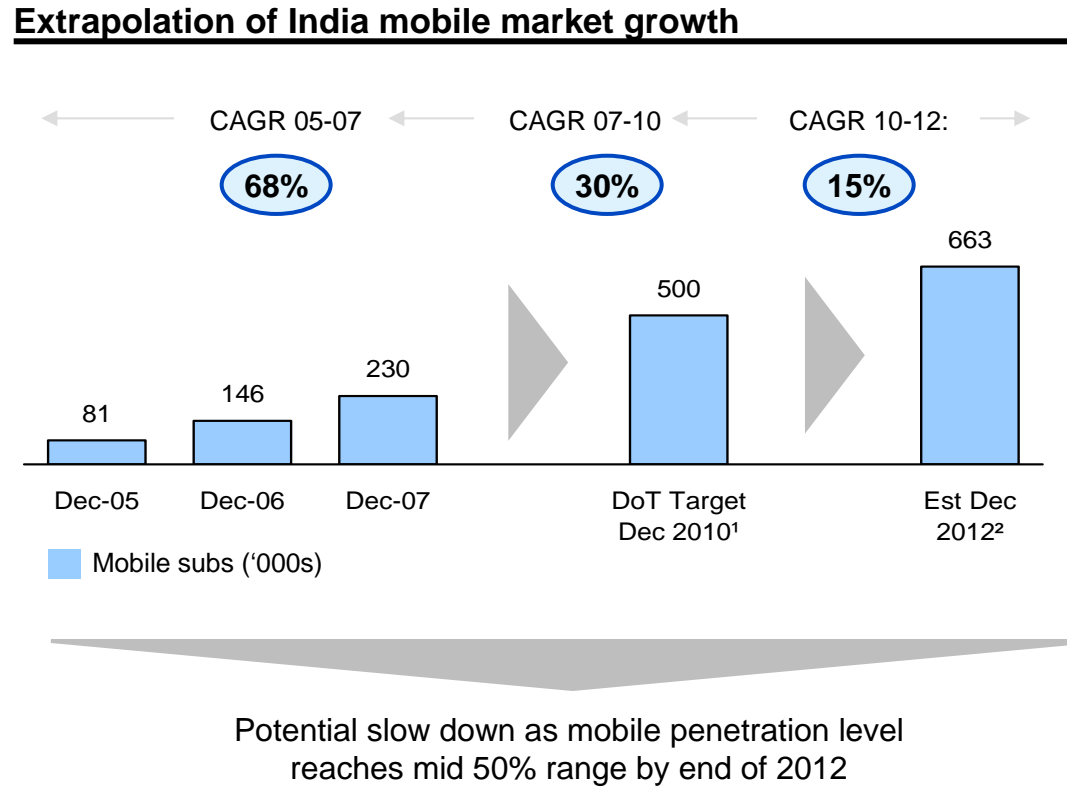 Extrapolation of India mobile market growth
CAGR 05-07
CAGR 07-10
CAGR 10-12:
68%
30%
15%
81
146
230
500
663
Dec-05
Dec-06
Dec-07
DoT Target
Dec 2010¹
Est Dec
2012²
Mobile subs (‘000s)
Potential slow down as mobile penetration level
reaches mid 50% range by end of 2012